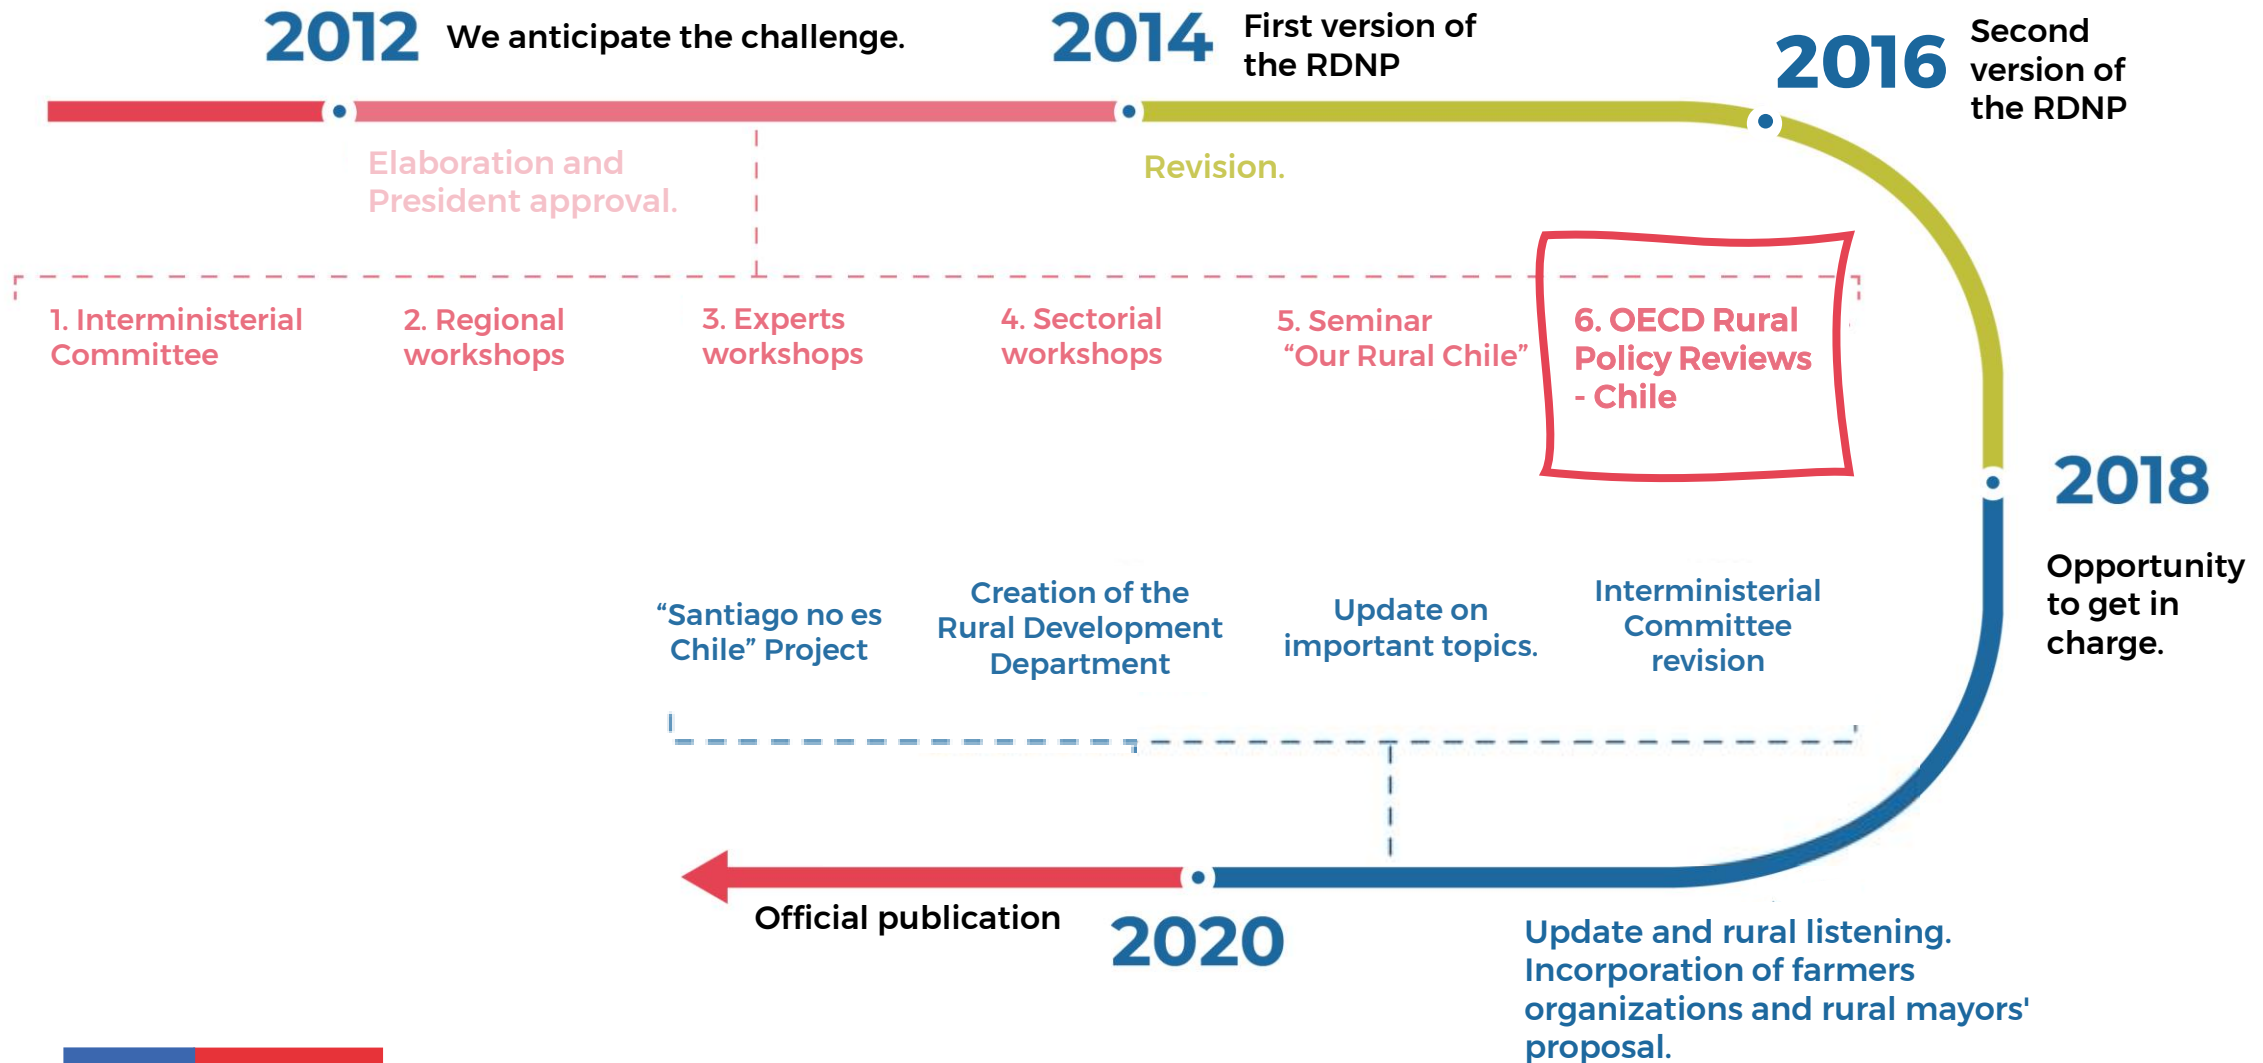 2012
We anticipate the challenge.
2014
First version of
the RDNP
2016
Second
version of
the RDNP
Elaboration and
President approval.
Revision.
1. Interministerial
Committee
2. Regional
workshops
3. Experts
workshops
4. Sectorial
workshops
5. Seminar
“Our Rural Chile”
6. OECD Rural
Policy Reviews
- Chile
2018
Opportunity
to get in
charge.
“Santiago no es
Chile” Project
Creation of the
Rural Development
Department
Update on
important topics.
Interministerial
Committee
revision
Official publication
2020
Update and rural listening.
Incorporation of farmers
organizations and rural mayors'
proposal.